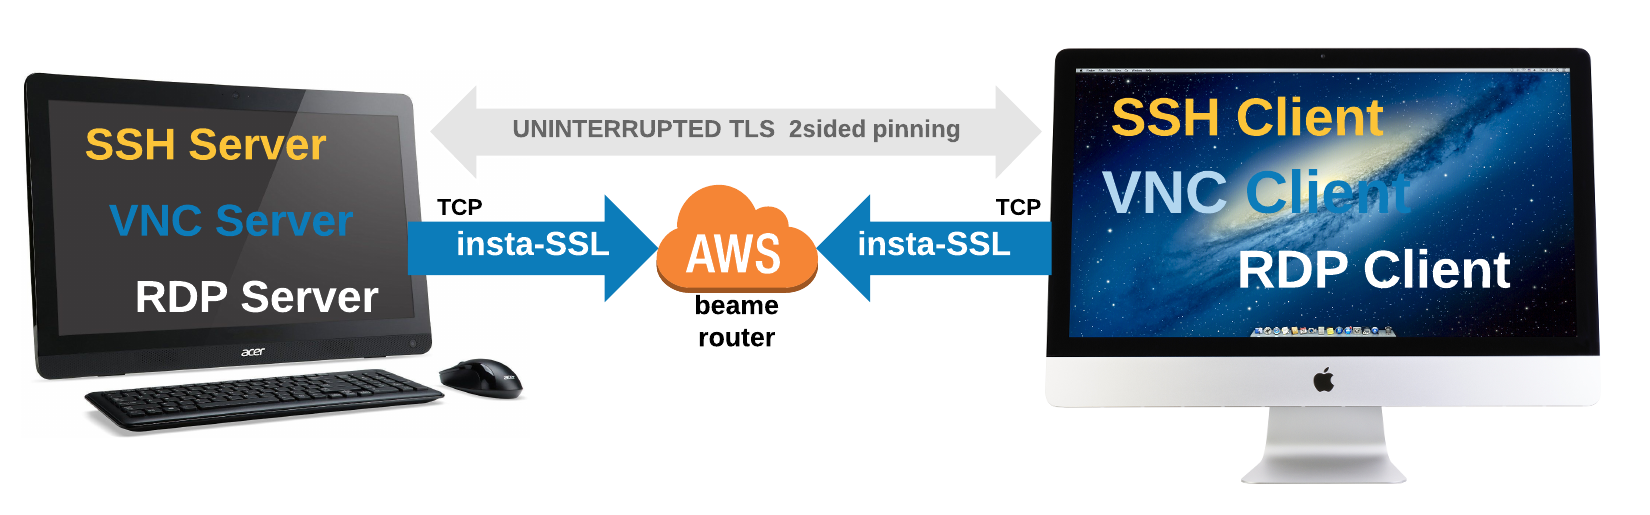 SSH Server
VNC Server
RDP Server
acer
UNINTERRUPTED TLS 2sided pinning
TCP
insta-SSL
AWS
beame
router
TCP
insta-SSL
SSH Client
VNC Client
RDP Client